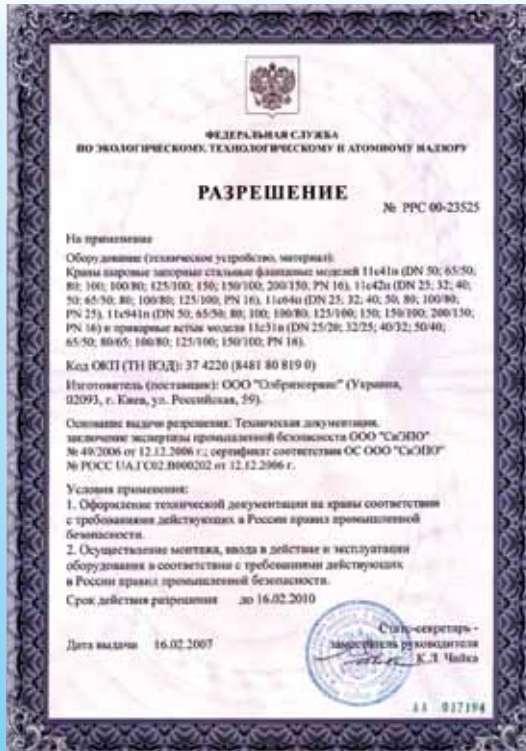 ФЕДЕРАЛЬНАЯ СЛУЖБА
ПО ЭКОЛОГИЧЕСКОМУ, ТЕХНОЛОГИЧЕСКОМУ И АТОМНОМУ НАДЗОРУ
РАЗРЕШЕНИЕ
№ РРС 00-23525
На применение
Оборудование (техническое устройство, материал):
Краны шаровые запорные стальные фланцевые моделей 11с41п (DN 50; 65/50;
80; 100; 100/80; 125/100; 150; 150/100; 200/150, PN 16), 11с42п (DN 25; 32; 40;
50; 65/50; 80; 100/80; 125/100; PN 16), 11с64п (DN 25; 32; 40; 50; 80; 100/80;
PN 25), 11с941п (DN 50; 65/50; 80; 100; 100/80; 125/100; 150; 150/100; 200/150;
PN 16) и приварные встык модели 11с31п (DN 25/20; 32/25; 40/32; 50/40;
65/50; 80/65; 100/80; 125/100; 150/100; PN 16).
Код ОКП (ТН ВЭД): 37 4220 (8481 80 819 0)
Изготовитель (поставщик): ООО "Олбризсервис" (Украина,
02093, г. Киев, ул. Российская, 59).
Основание выдачи разрешения: Техническая документация,
заключение экспертизы промышленной безопасности ООО "СиЭПО"
№ 49/2006 от 12.12.2006 г.; сертификат соответствия ОС ООО "СиЭПО"
№ РОСС UA.ГС02.В000202 от 12.12.2006 г.
Условия применения:
1. Оформление технической документации на краны соответствии
с требованиями действующих в России правил промышленной
безопасности.
2. Осуществление монтажа, ввода в действие и эксплуатации
оборудования в соответствии с требованиями действующих
в России правил промышленной безопасности.
Срок действия разрешения до 16.02.2010
Дата выдачи 16.02.2007
Статс-секретарь -
заместитель руководителя
К.Л. Чайка
11 017194